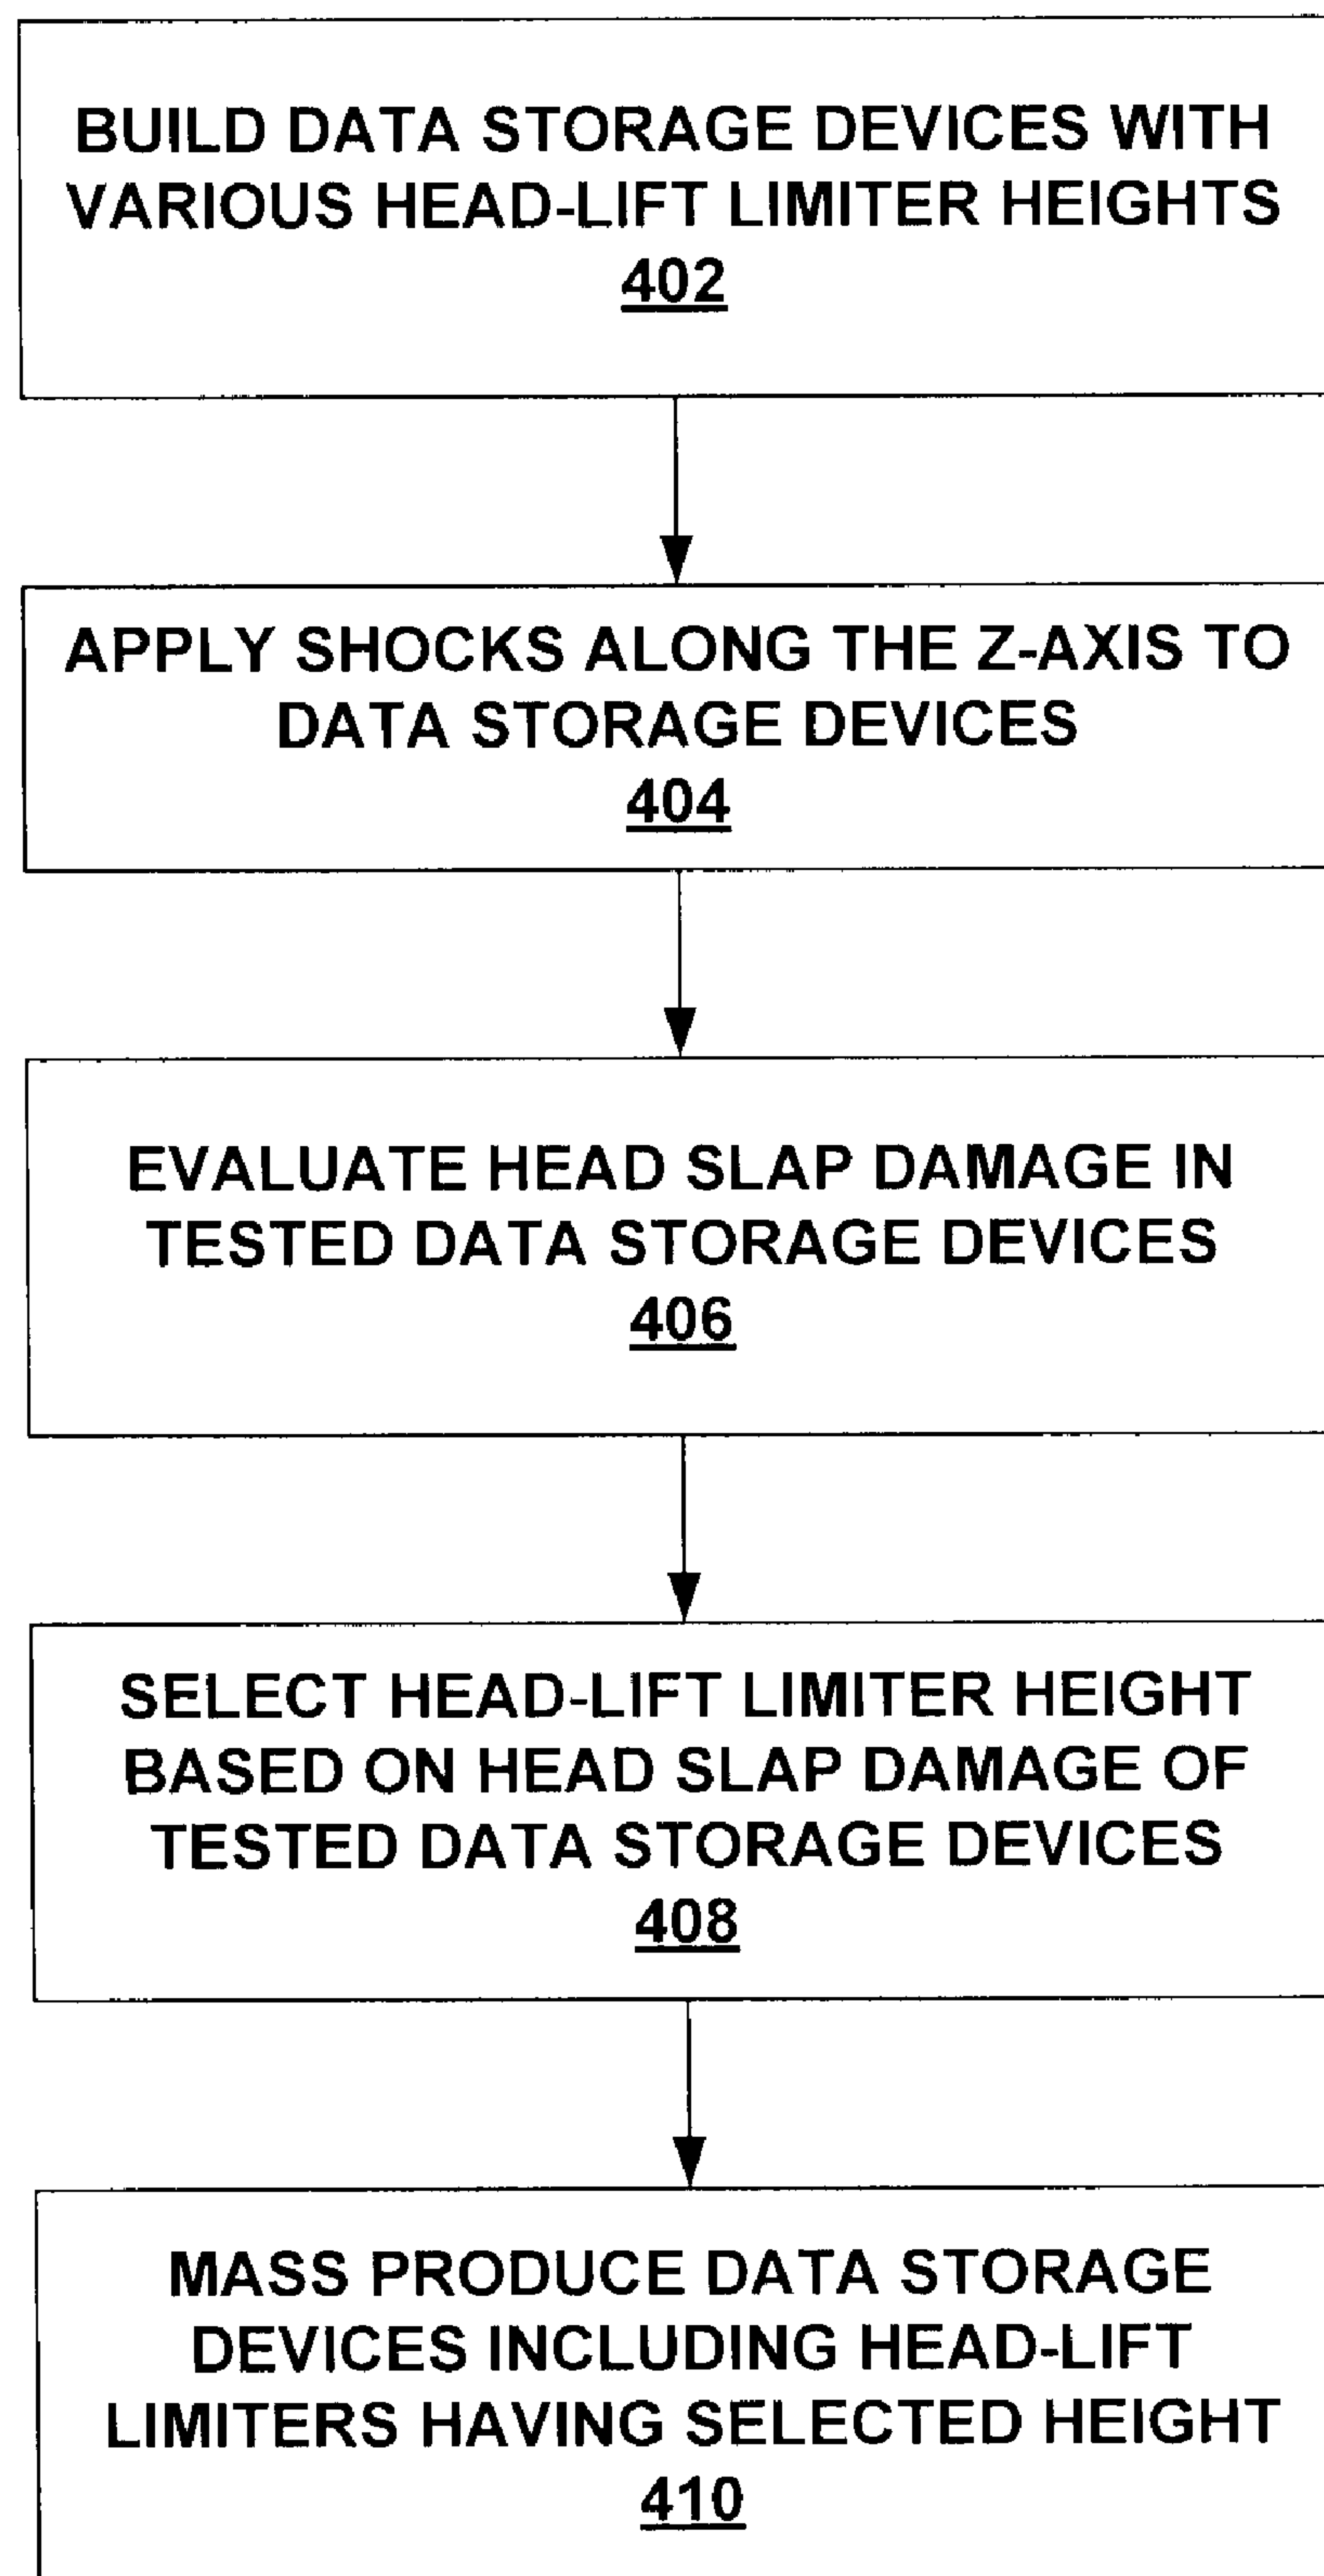 BUILD DATA STORAGE DEVICES WITH
VARIOUS HEAD-LIFT LIMITER HEIGHTS
402
APPLY SHOCKS ALONG THE Z-AXIS TO
DATA STORAGE DEVICES
404
EVALUATE HEAD SLAP DAMAGE IN
TESTED DATA STORAGE DEVICES
406
SELECT HEAD-LIFT LIMITER HEIGHT
BASED ON HEAD SLAP DAMAGE OF
TESTED DATA STORAGE DEVICES
408
MASS PRODUCE DATA STORAGE
DEVICES INCLUDING HEAD-LIFT
LIMITERS HAVING SELECTED HEIGHT
410